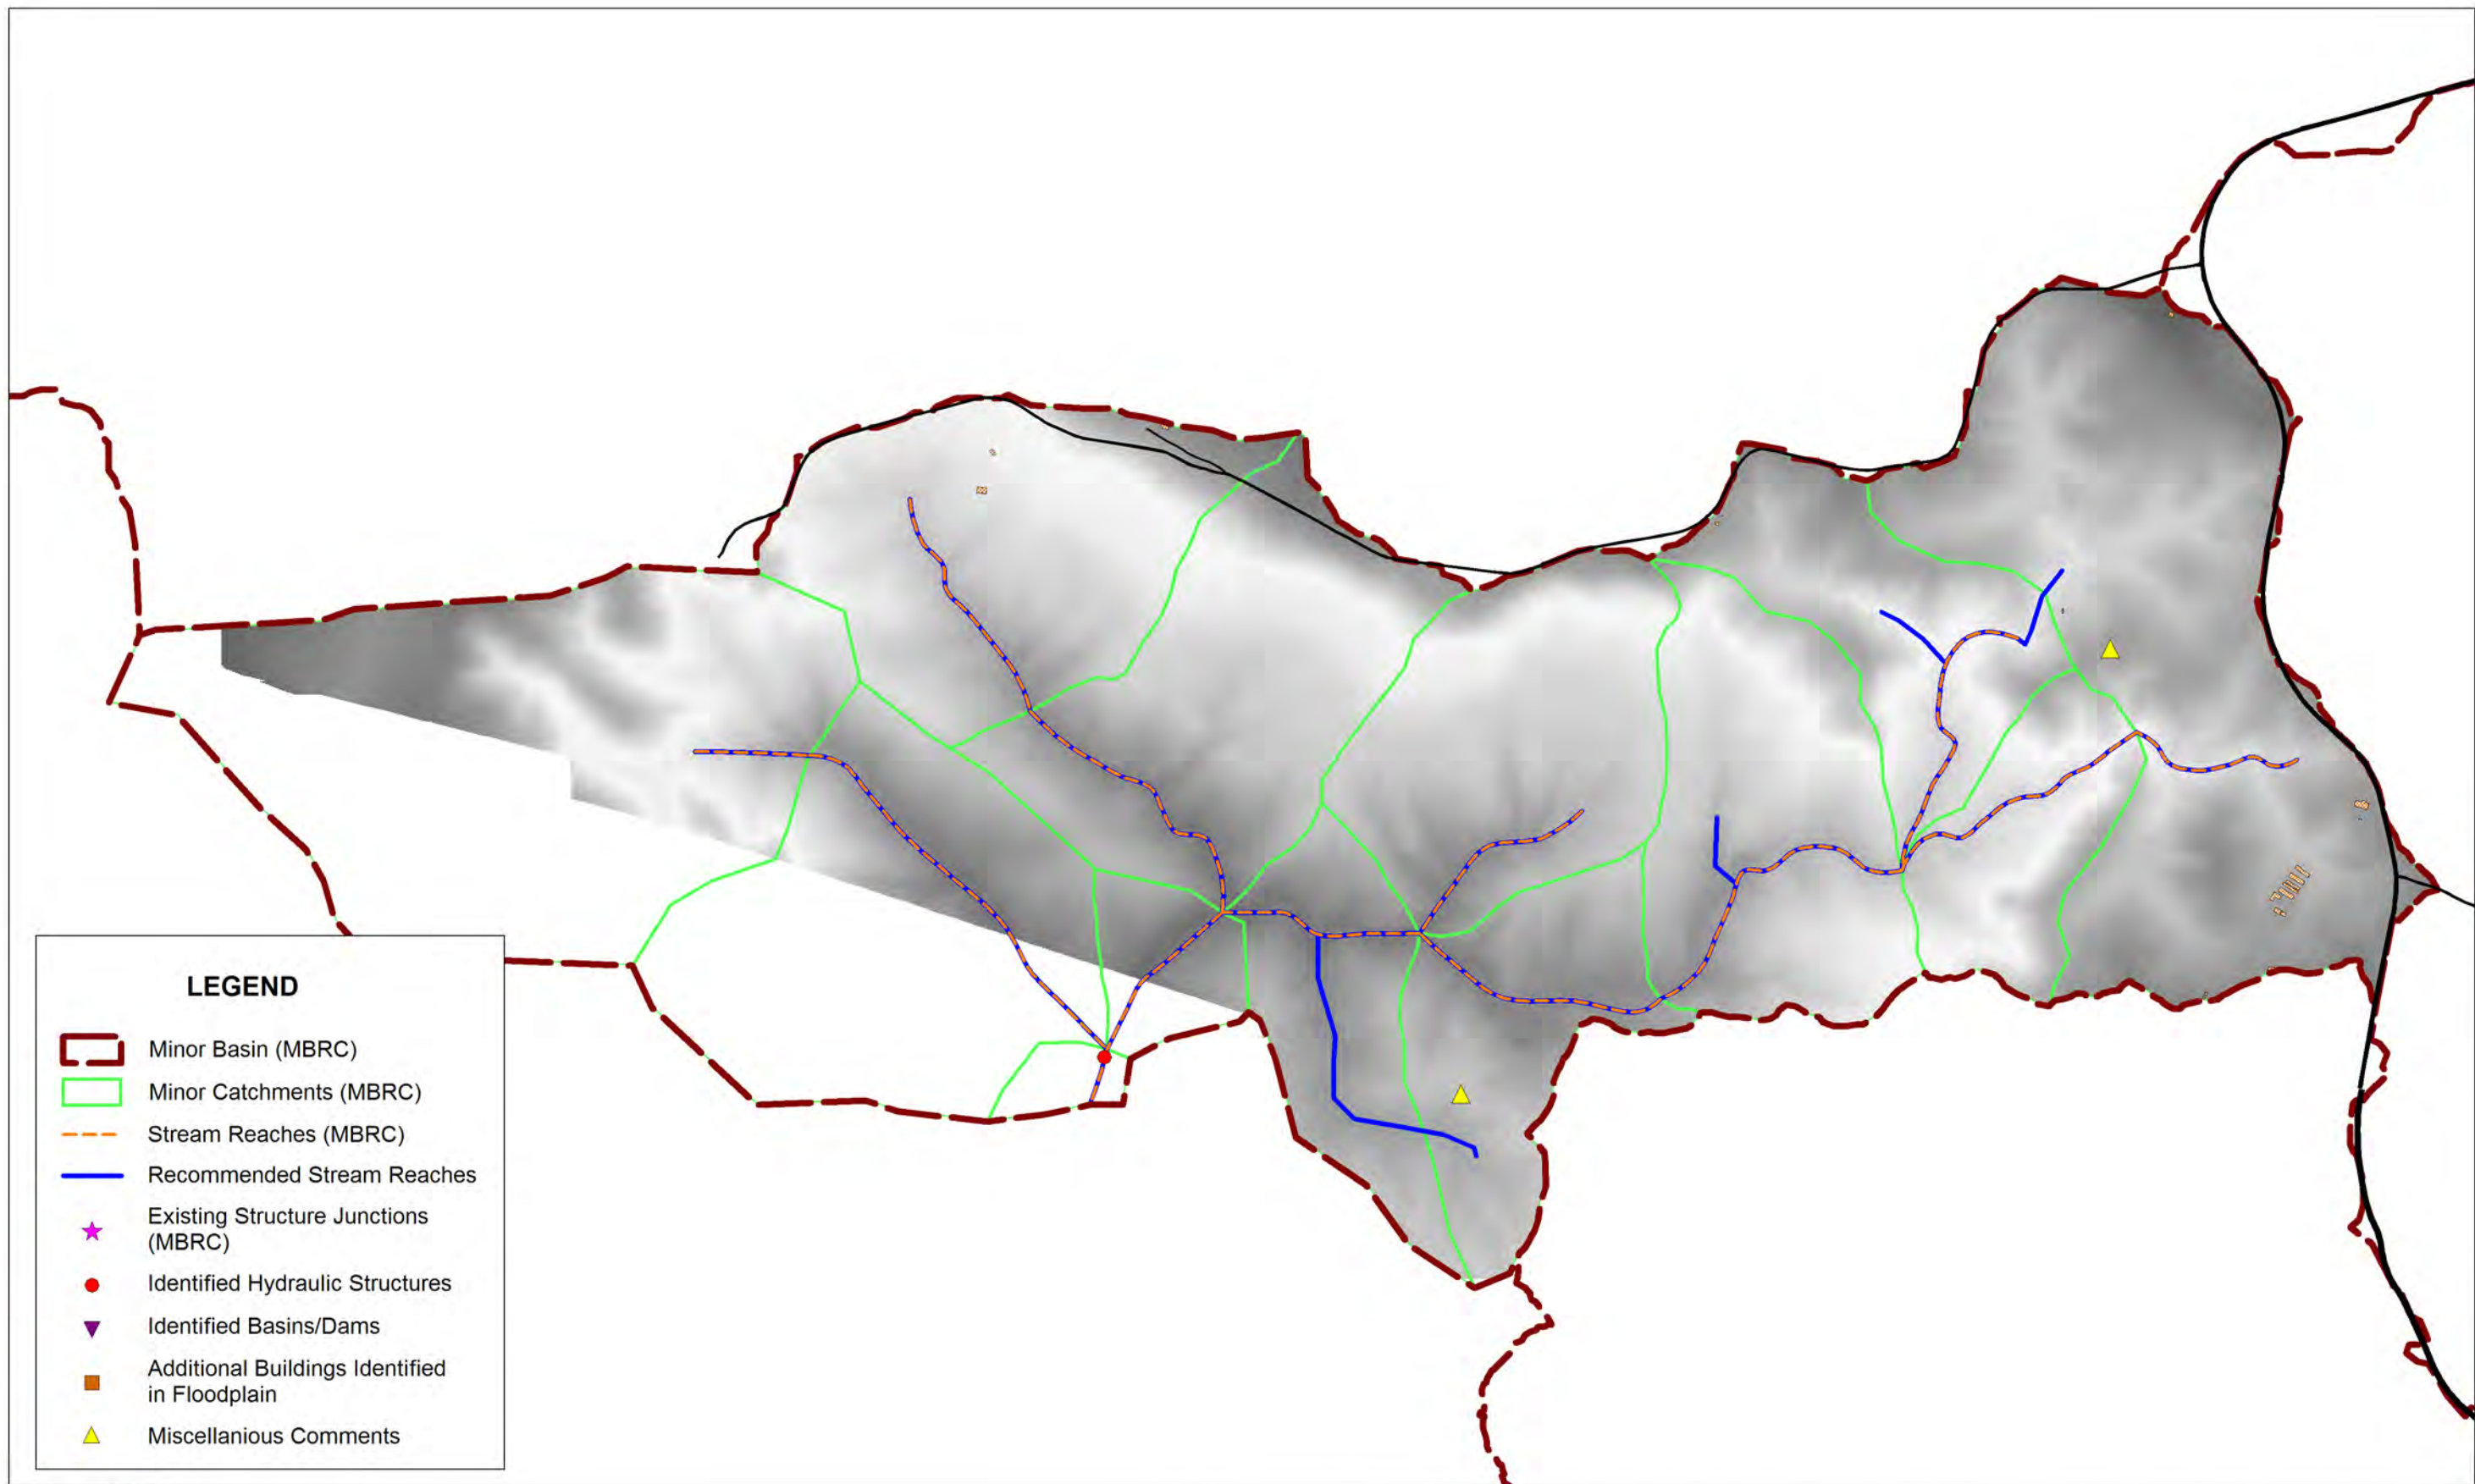 LEGEND
Minor Basin (MBRC)
Minor Catchments (MBRC)
Stream Reaches (MBRC)
Recommended Stream Reaches
Existing Structure Junctions
(MBRC)
Identified Hydraulic Structures
Identified Basins/Dams
Additional Buildings Identified
in Floodplain
Miscellanious Comments